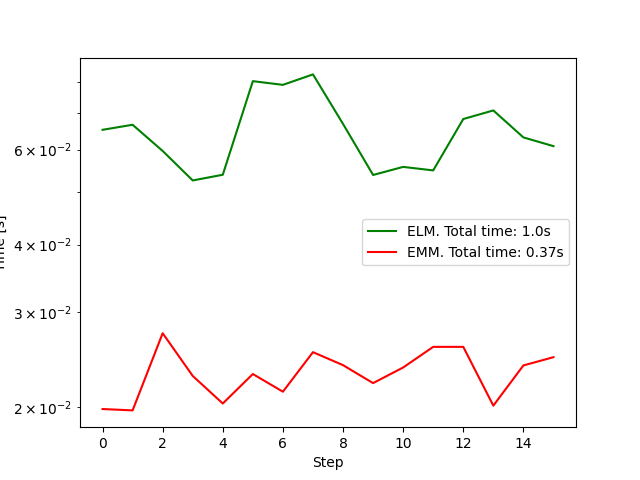 6 × 10⁻²
4 × 10⁻²
3 × 10⁻²
2 × 10⁻²
Time [s]
ELM. Total time: 1.0s
EMM. Total time: 0.37s
0 2 4 6 8 10 12 14
Step